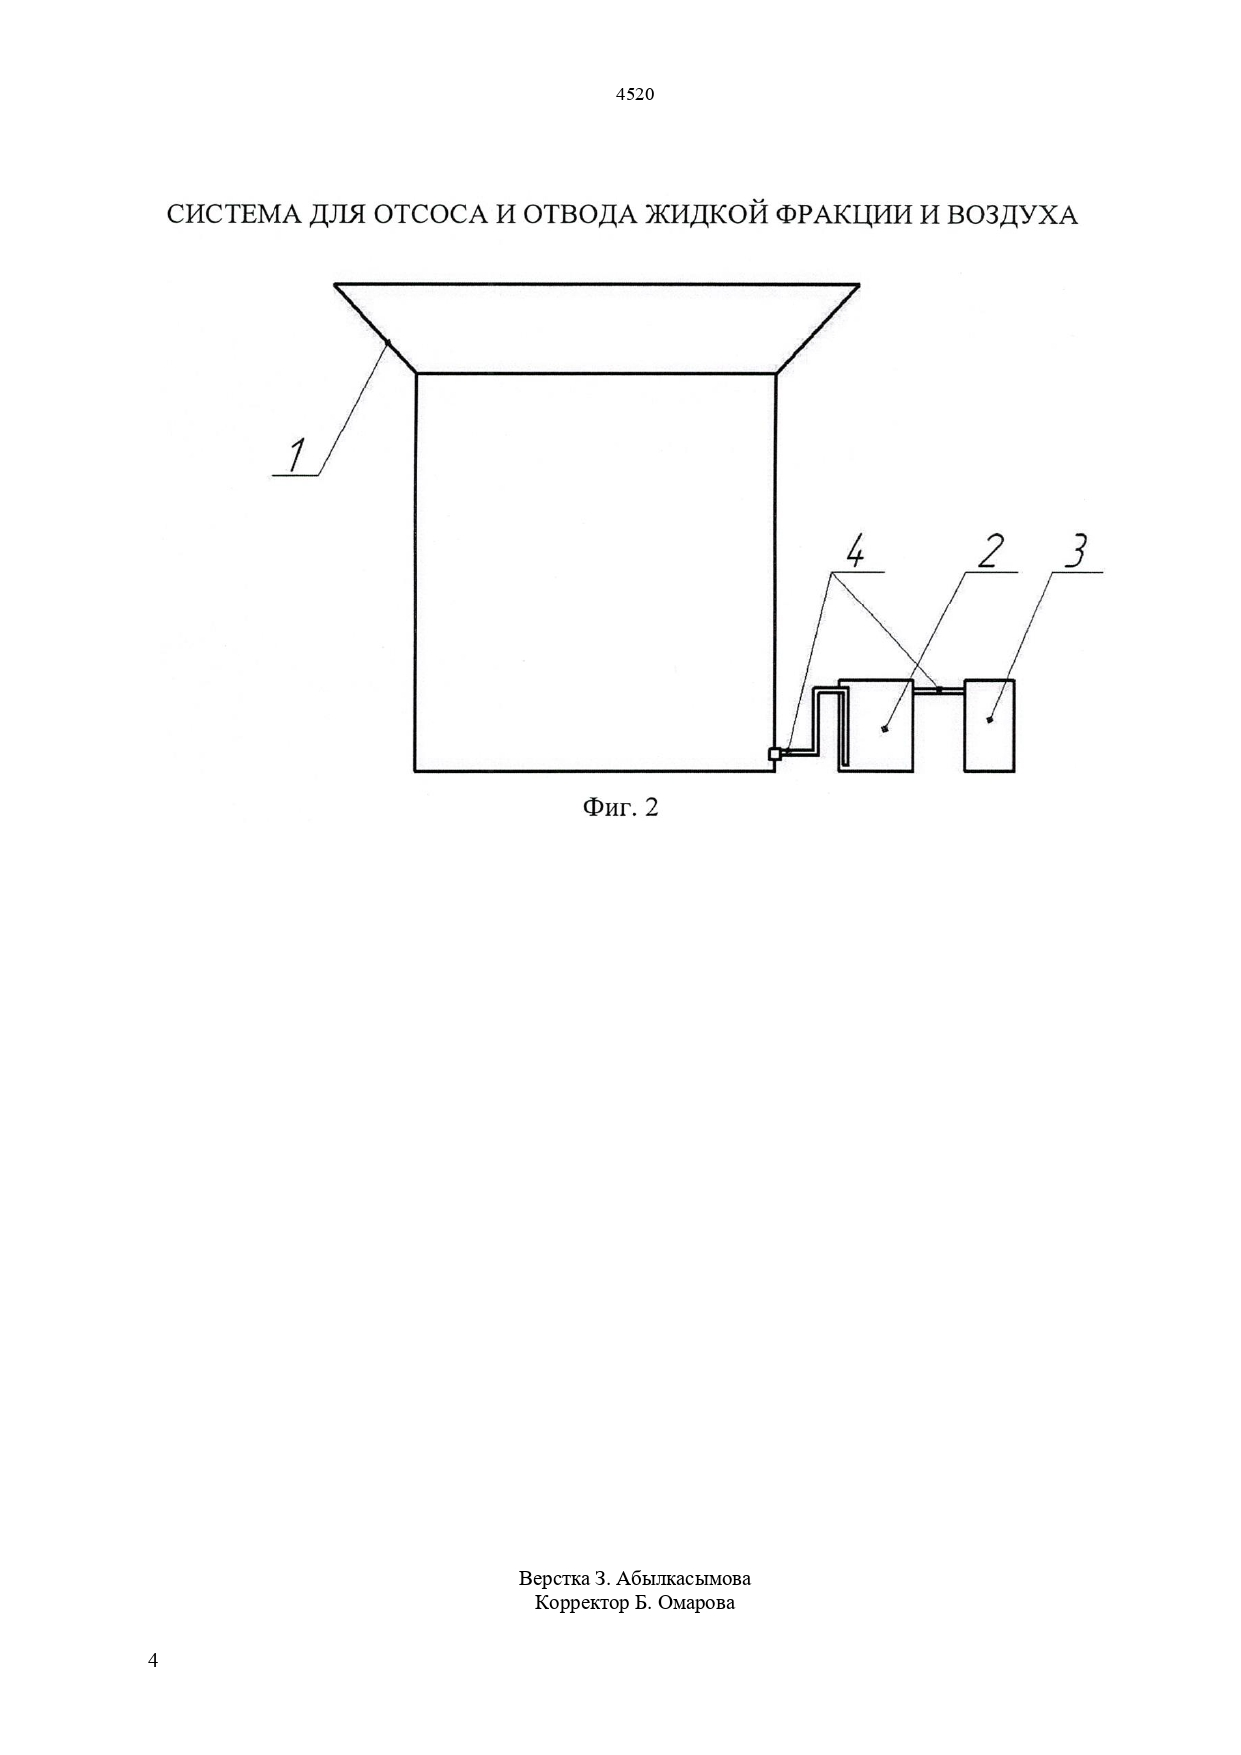 4520
СИСТЕМА ДЛЯ ОТСОСА И ОТВОДА ЖИДКОЙ ФРАКЦИИ И ВОЗДУХА
1
4 2 3
Фиг. 2
Верстка З. Абылкасымова
Корректор Б. Омарова
4